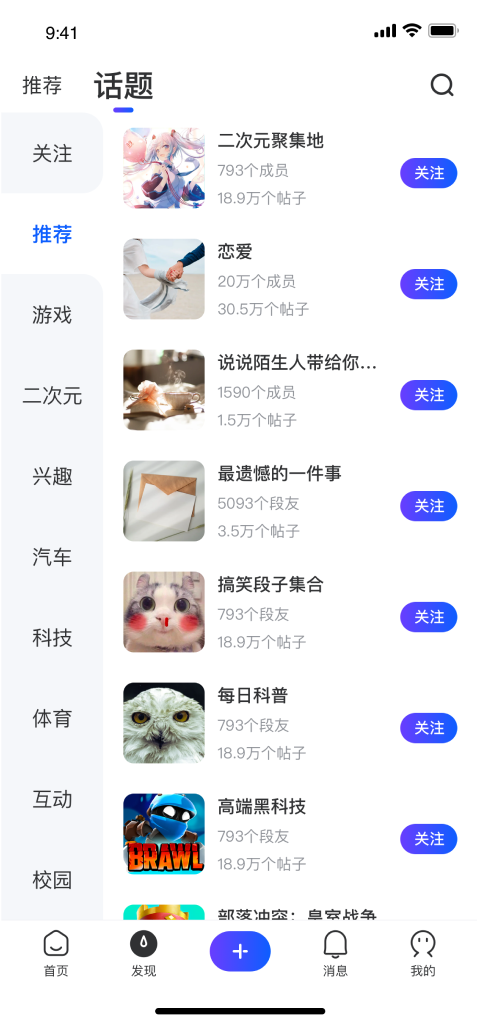 9:41
推荐
话题
关注
推荐
游戏
二次元
兴趣
汽车
科技
体育
互动
校园
二次元聚集地
793个成员
18.9万个帖子
关注
恋爱
20万个成员
30.5万个帖子
关注
说说陌生人带给你...
1590个成员
1.5万个帖子
关注
最遗憾的一件事
5093个段友
3.5万个帖子
关注
搞笑段子集合
793个段友
18.9万个帖子
关注
每日科普
793个段友
18.9万个帖子
关注
BRAWL
高端黑科技
793个段友
18.9万个帖子
关注
部落冲突：皇室战争
首页
发现
消息
我的